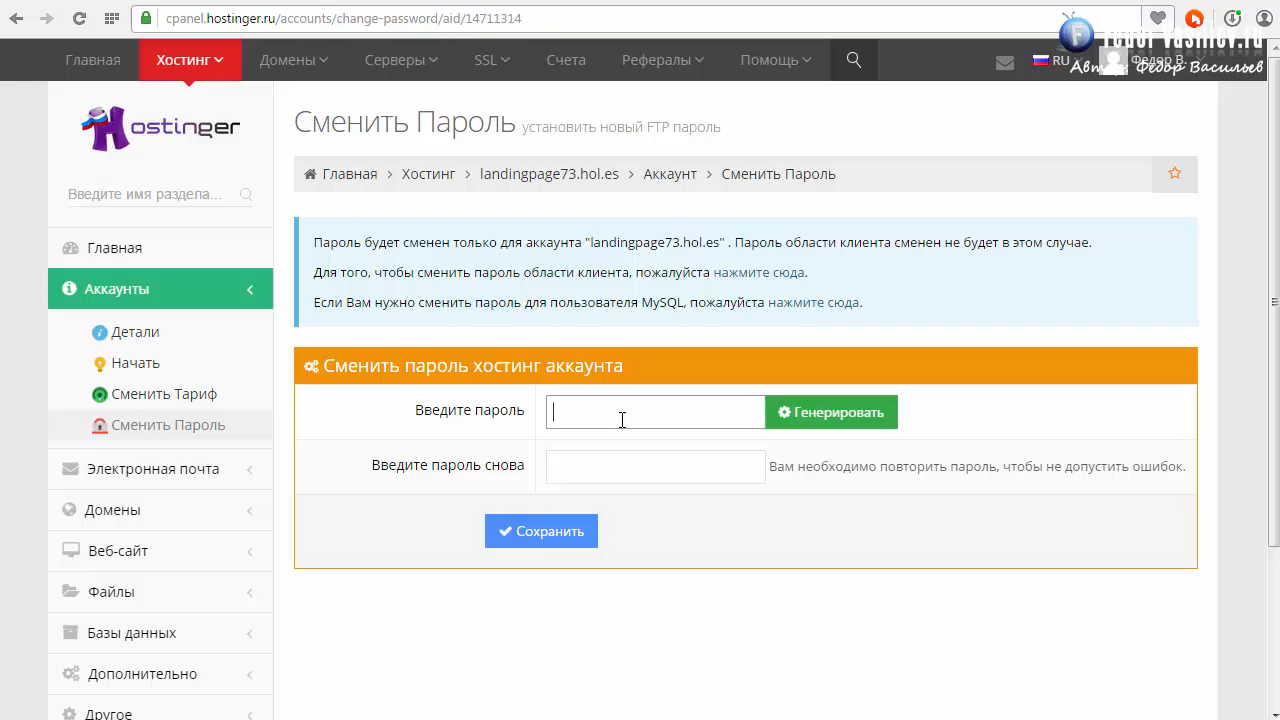 cpanel.hostinger.ru/accounts/change-password/aid/14711314
Fedor-Vasiliev.ru
Автор: Федор Васильев
Главная
Хостинг
Домены
Серверы
SSL
Счета
Рефералы
Помощь
RU
Федор В.
Hostinger
Введите имя раздела...
Главная
Аккаунты
Детали
Начать
Сменить Тариф
Сменить Пароль
Электронная почта
Домены
Веб-сайт
Файлы
Базы данных
Дополнительно
Другое
Сменить Пароль установить новый FTP пароль
Главная > Хостинг > landingpage73.hol.es > Аккаунт > Сменить Пароль
Пароль будет сменен только для аккаунта "landingpage73.hol.es" . Пароль области клиента сменен не будет в этом случае.
Для того, чтобы сменить пароль области клиента, пожалуйста нажмите сюда.
Если Вам нужно сменить пароль для пользователя MySQL, пожалуйста нажмите сюда.
Сменить пароль хостинг аккаунта
Введите пароль
Генерировать
Введите пароль снова
Вам необходимо повторить пароль, чтобы не допустить ошибок.
Сохранить